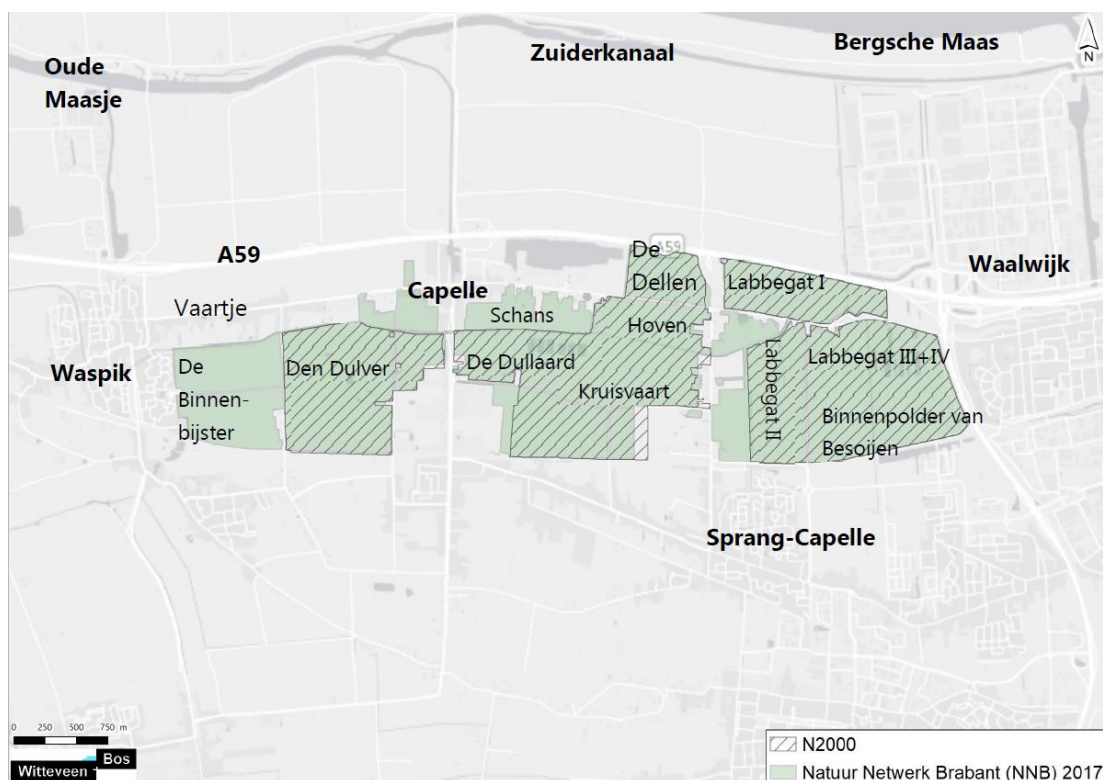 Bergsche Maas
Zuiderkanaal
Oude
Maasje
N
A59
A59
De
Dellen
Waalwijk
Labbegat I
Capelle
Vaartje
Schans
Hoven
Waspik
De
Binnen-
bijster
Den Dulver
De Dullaard
Kruisvaart
Labbegat II
Labbegat III+IV
Binnenpolder van
Besoijen
Sprang-Capelle
0 250 500 750 m
Witteveen + Bos
N2000
Natuur Netwerk Brabant (NNB) 2017